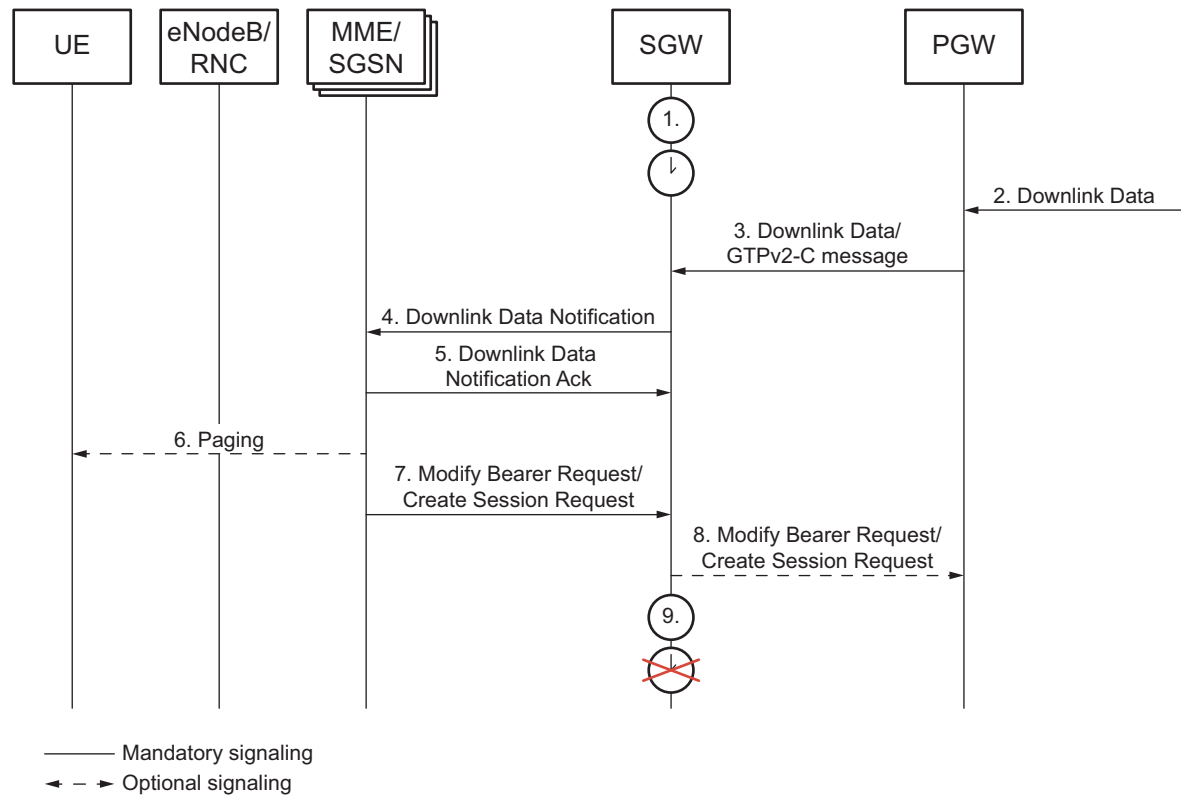 UE
eNodeB/
RNC
MME/
SGSN
SGW
PGW
1.
2. Downlink Data
3. Downlink Data/
GTPv2-C message
4. Downlink Data Notification
5. Downlink Data
Notification Ack
6. Paging
7. Modify Bearer Request/
Create Session Request
8. Modify Bearer Request/
Create Session Request
9.
Mandatory signaling
Optional signaling